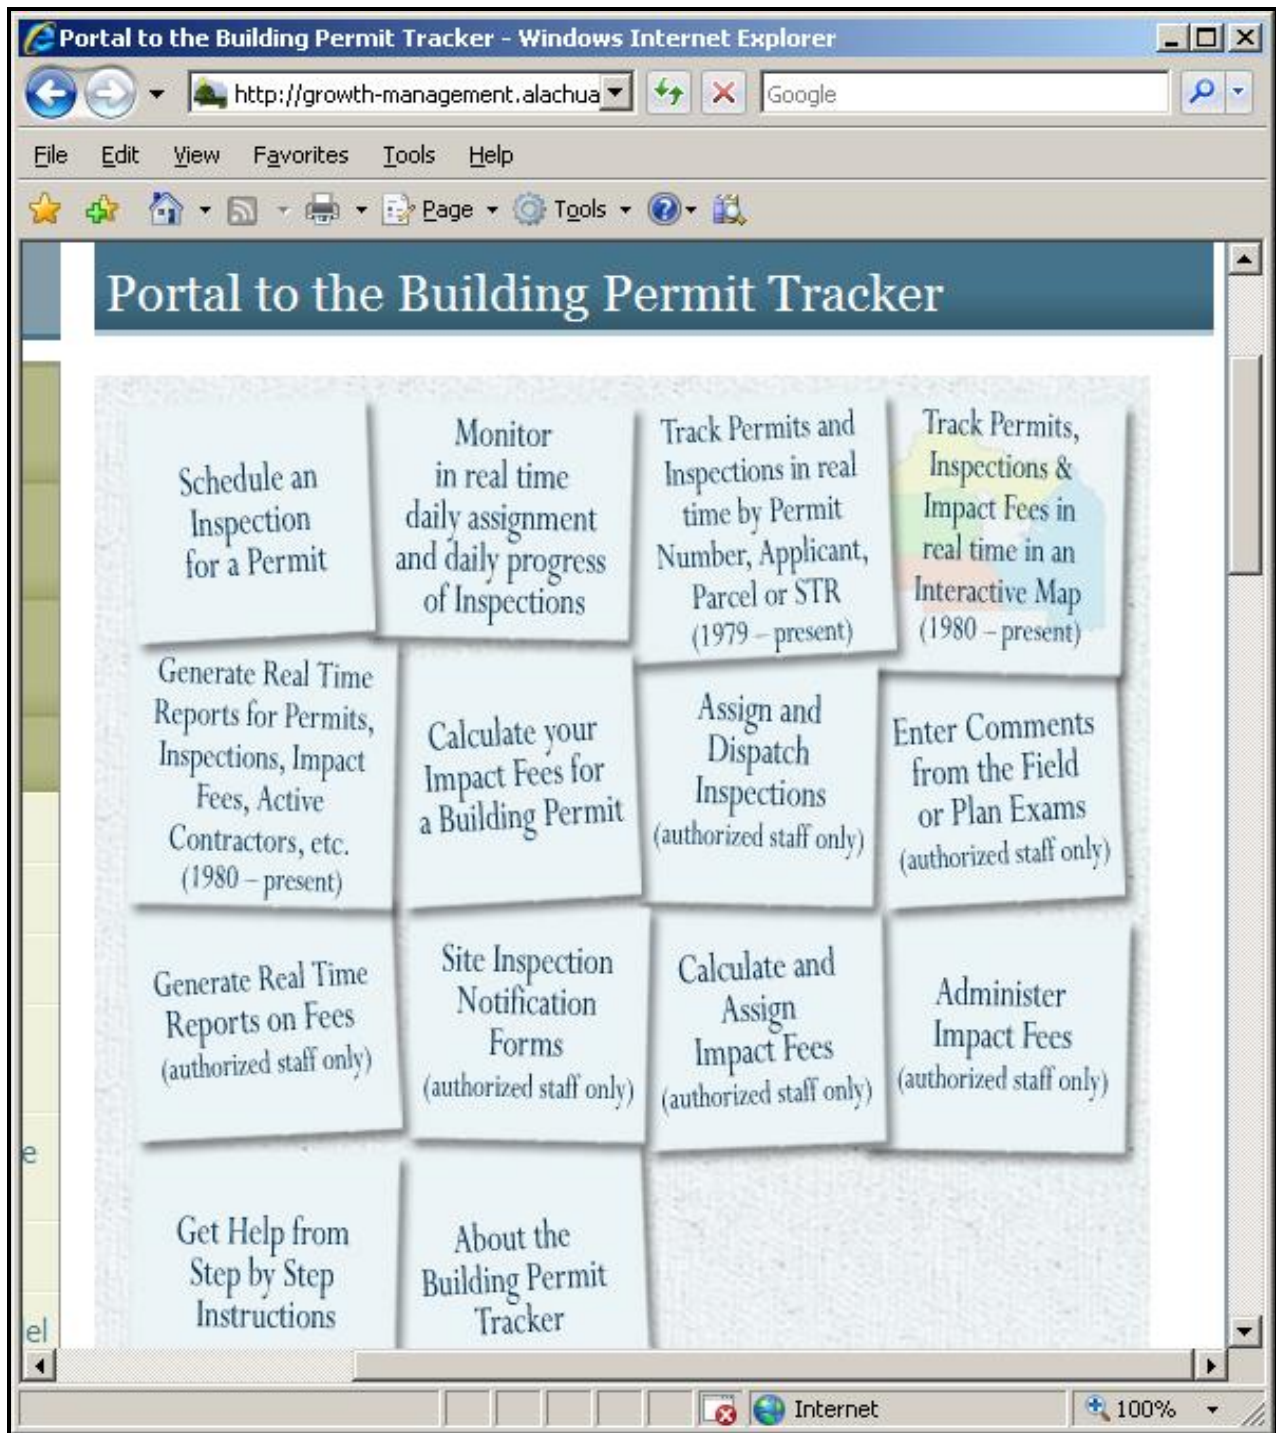 Portal to the Building Permit Tracker - Windows Internet Explorer
http://growth-management.alachua
Google
File Edit View Favorites Tools Help
Page Tools
Portal to the Building Permit Tracker
Schedule an
Inspection
for a Permit
Monitor
in real time
daily assignment
and daily progress
of Inspections
Track Permits and
Inspections in real
time by Permit
Number, Applicant,
Parcel or STR
(1979 – present)
Track Permits,
Inspections &
Impact Fees in
real time in an
Interactive Map
(1980 – present)
Generate Real Time
Reports for Permits,
Inspections, Impact
Fees, Active
Contractors, etc.
(1980 – present)
Calculate your
Impact Fees for
a Building Permit
Assign and
Dispatch
Inspections
(authorized staff only)
Enter Comments
from the Field
or Plan Exams
(authorized staff only)
Generate Real Time
Reports on Fees
(authorized staff only)
Site Inspection
Notification
Forms
(authorized staff only)
Calculate and
Assign
Impact Fees
(authorized staff only)
Administer
Impact Fees
(authorized staff only)
e
Get Help from
Step by Step
Instructions
About the
Building Permit
Tracker
el
Internet
100%